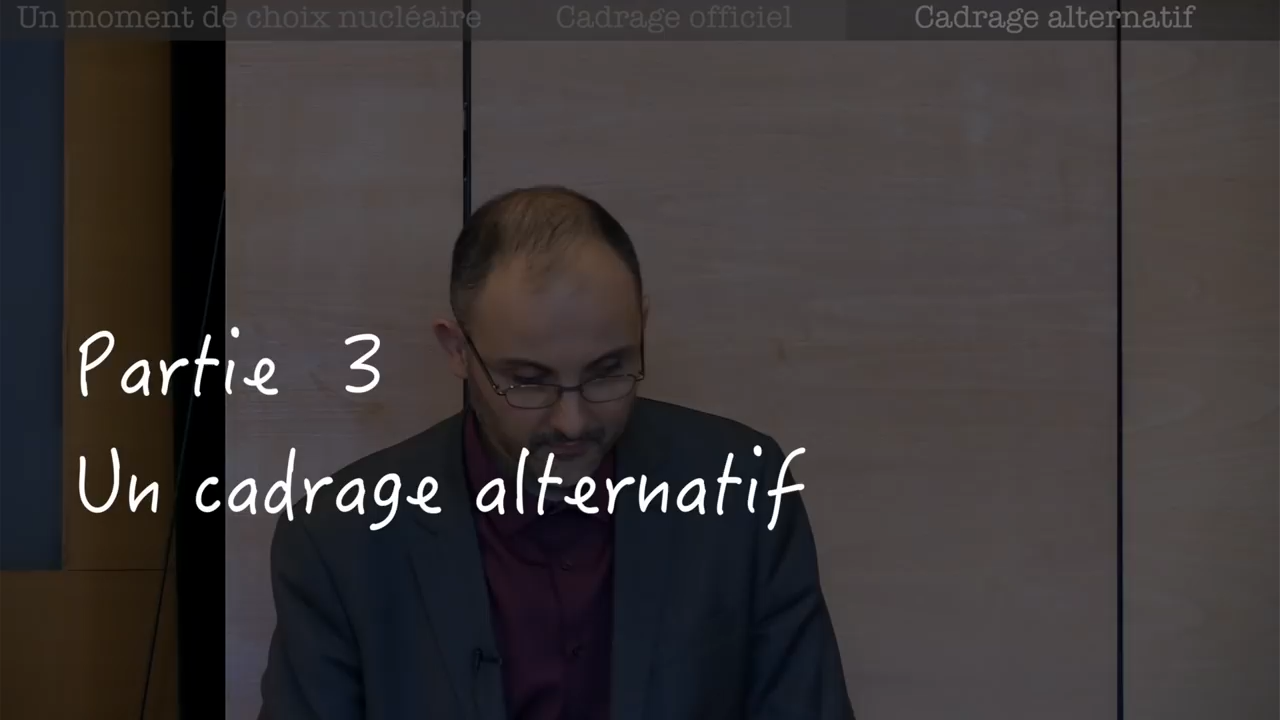 Un moment de choix nucléaire Cadrage officiel Cadrage alternatif
Partie 3
Un cadrage alternatif